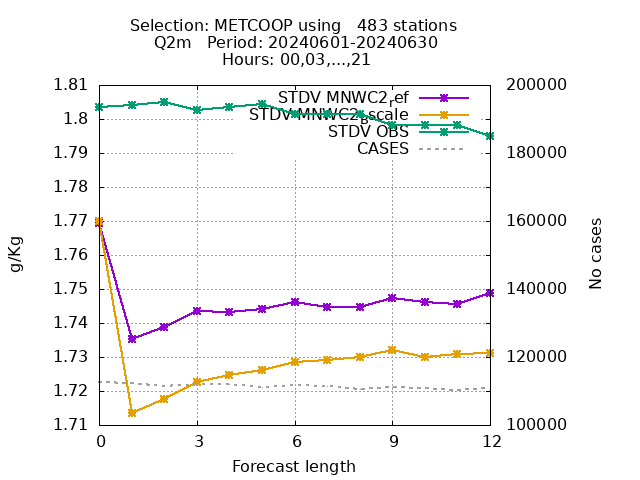 Selection: METCOOP using   483 stations
Q2m   Period: 20240601-20240630
Hours: 00,03,...,21
STDV MNWC2ref
STDV MNWC2Bscale
STDV OBS
CASES
1.81
1.8
1.79
1.78
1.77
1.76
1.75
1.74
1.73
1.72
1.71
200000
180000
160000
140000
120000
100000
g/Kg
No cases
0 3 6 9 12
Forecast length